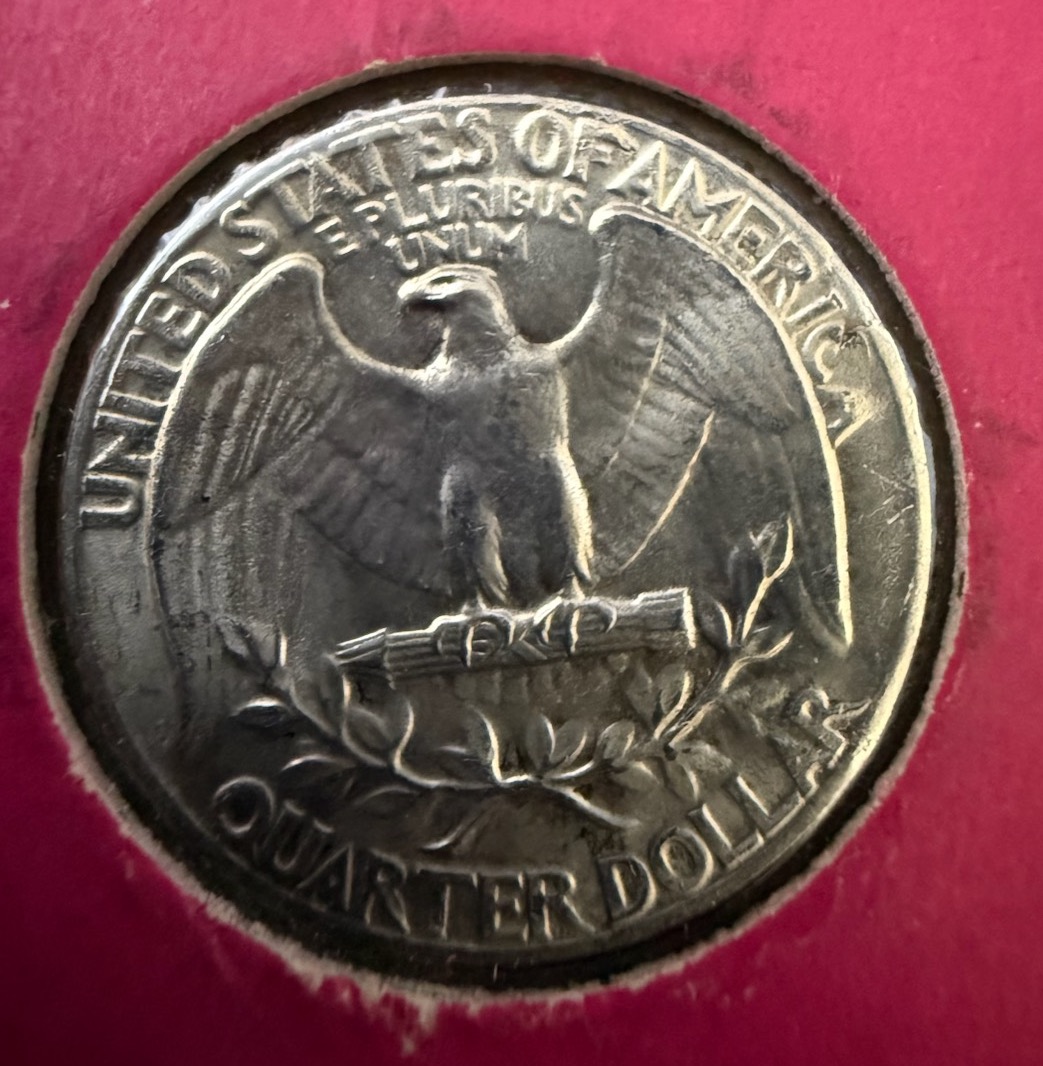 UNITED STATES OF AMERICA
E PLURIBUS
UNUM
QUARTER DOLLAR